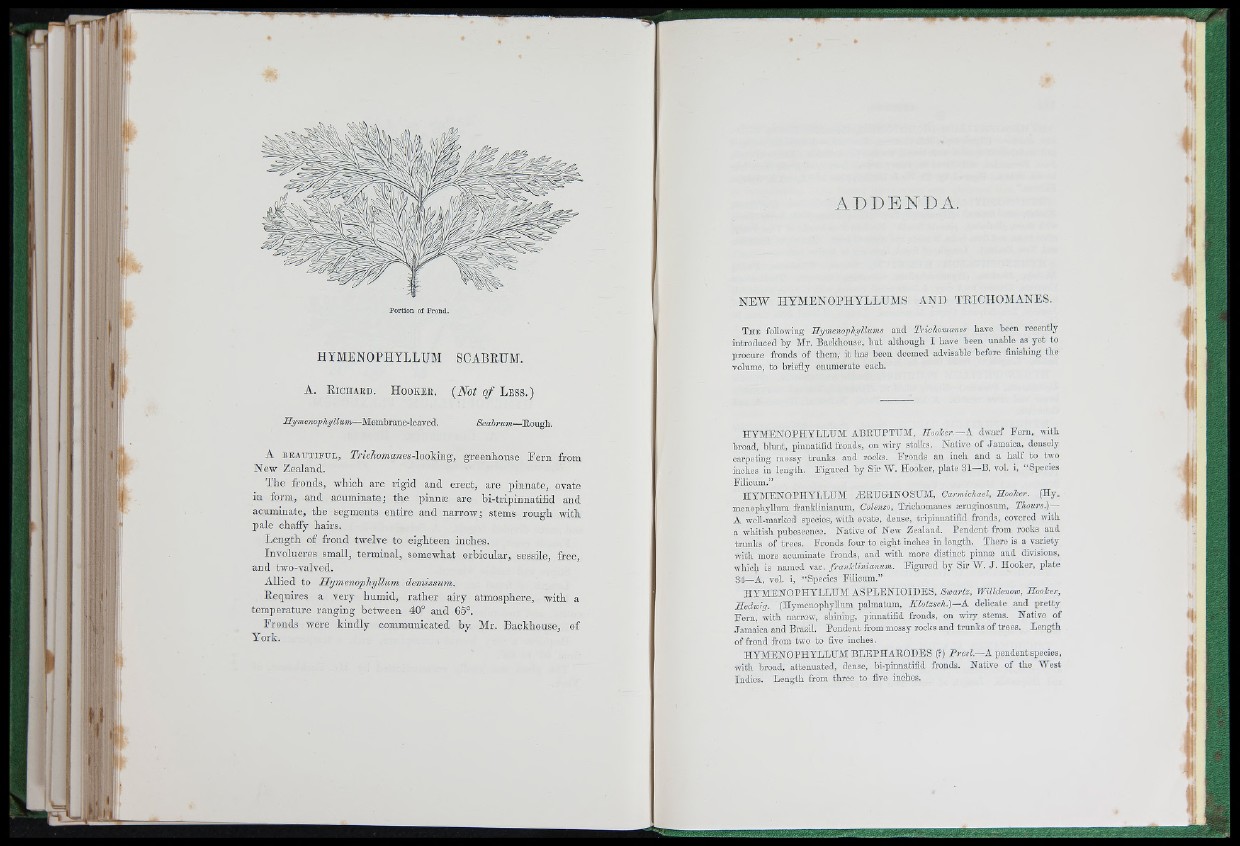 Portion of Frond.
HYMENOPHYLLUM SCABRUM.
A. RICHARD. HOOKER. (Not of LESS.)
Hymenophyllum—Membrane-leaved. Scabrum—Rough.
A BEAUTIFUL, Trichomanes-looking, greenhouse Fern from
New Zealand.
The fronds, which are rigid and erect, are pinnate, ovate
in form, and acuminate; the pinnæ are bi-tripinnatifid and
acuminate, the segments entire and narrow; stems rough with
pale chaffy hairs.
Length of frond twelve to eighteen inches.
Involucres small, terminal, somewhat orbicular, sessile, free,
and two-valved.
Allied to Hymenophyllum demissum.
Requires a very humid, rather airy atmosphere, with a
temperature ranging between 40° and 65°.
Fronds were kindly communicated by Mr. Backhouse, of
York.
ADDENDA.
NEW HYMENOPHYLLUMS AND TRICHOMANES.
THE following Hymenophyllums and Trichomanes have been recently
introduced by Mr. Backhouse, but although I have been unable as yet to
procure fronds of them, it has been deemed advisable before finishing the
volume, to briefly enumerate each.
HYMENOPHYLLUM ABRUPTUM, Hooker.—A dwarf Fern, with
broad, blunt, pinnatifid fronds, on wiry stalks. Native of Jamaica, densely
carpeting mossy trunks and rocks. Fronds an inch and a half to two
inches in length. Figured by Sir W. Hooker, plate 31—B, vol. i, “Species
Filicum.”
HYMENOPHYLLUM ÆRUGINOSUM, Carmichael, Hooker. (Hy-
menophyllum franklinianum, Colenso, Trichomanes æruginosum, Thours.)—
A well-marked species, with ovate, dense, tripinnatifid fronds, covered with
a whitish pubescence. Native of New Zealand. Pendent from rocks and
trunks of trees. Fronds four to eight inches in length. There is a variety
with more acuminate fronds, and with more distinct pinnæ and divisions,
which is named var. franklinianum. Figured by Sir W. J. Hooker, plate
34—A, vol. i, “Species Filicum.”
HYMENOPHYLLUM ASPLENIOIDES, Swartz, Willdenow, Hooker,
Hedwig. (Hymenophyllum palmatum, Klotzsch.)—A delicate and pretty
Fern, with narrow, shining, pinnatifid fronds, on wiry stems. Native of
Jamaica and Brazil. Pendent from mossy rocks and trunks of trees. Length
of frond from two to five inches.
HYMENOPHYLLUM BLEPHARODES (?) Presl.—A pendent species,
with broad, attenuated, dense, bi-pinnatifid fronds. Native of the West
Indies. Length from three to five inches.